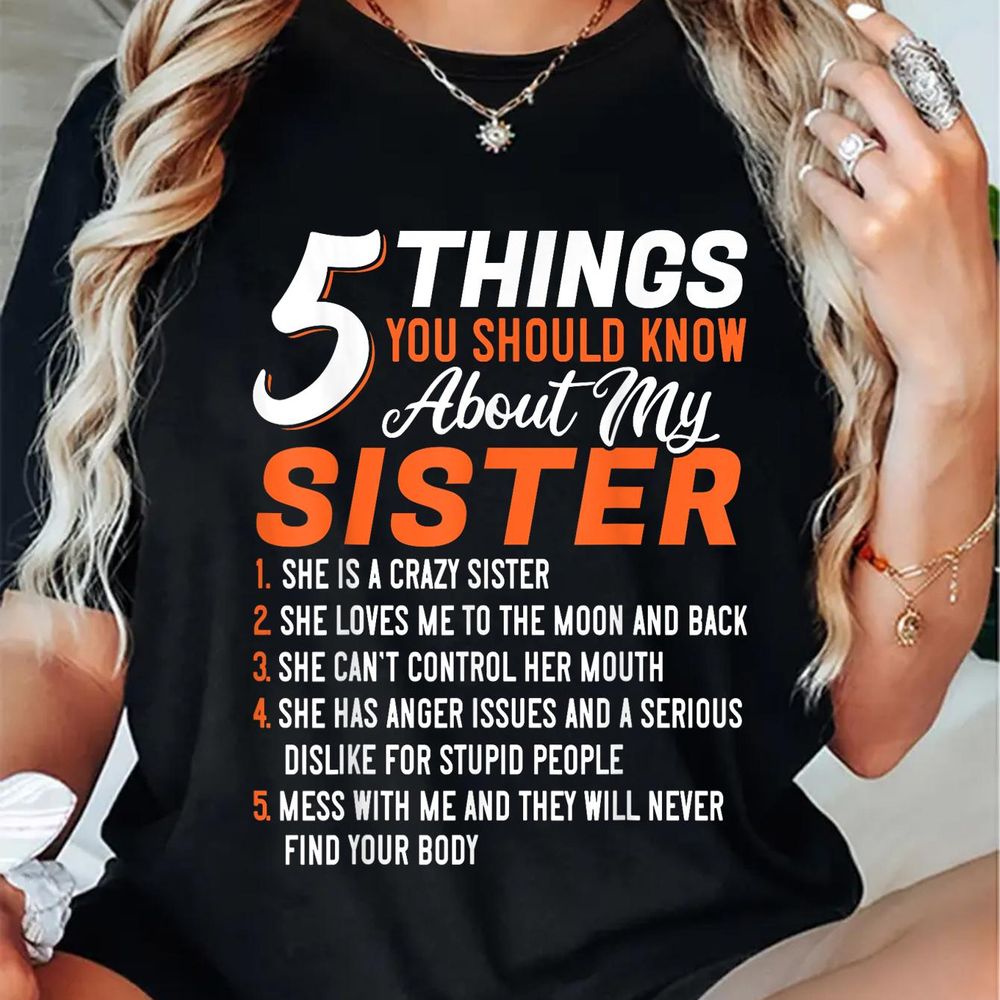 5 THINGS
YOU SHOULD KNOW
About My
SISTER
1. SHE IS A CRAZY SISTER
2. SHE LOVES ME TO THE MOON AND BACK
3. SHE CAN'T CONTROL HER MOUTH
4. SHE HAS ANGER ISSUES AND A SERIOUS
DISLIKE FOR STUPID PEOPLE
5. MESS WITH ME AND THEY WILL NEVER
FIND YOUR BODY